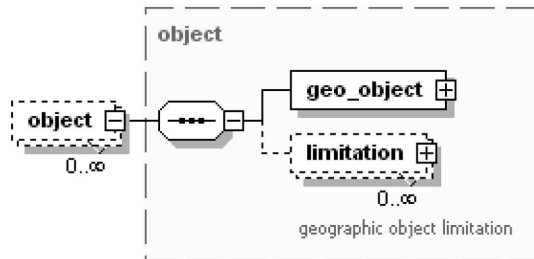 object
geo_object
object
0..∞
limitation
0..∞
geographic object limitation